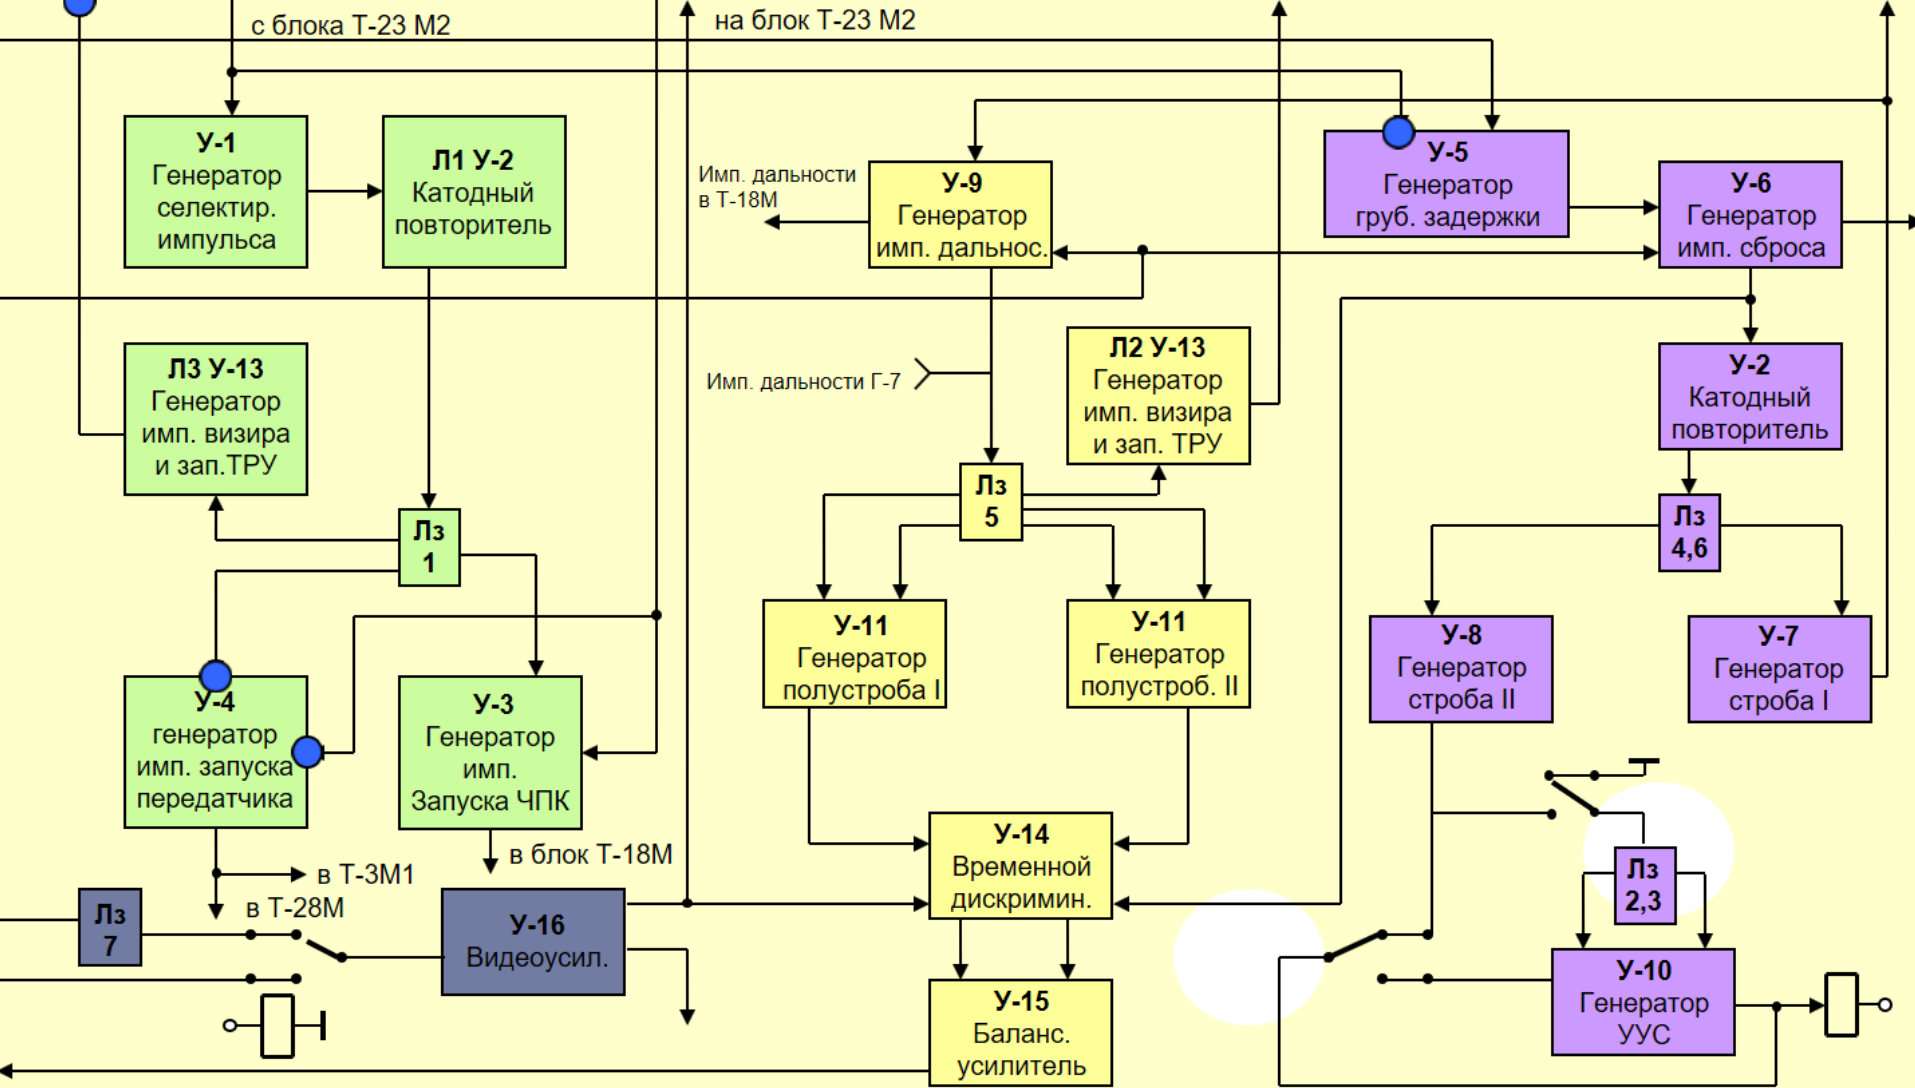 с блока Т-23 М2
на блок Т-23 М2
У-1
Генератор
селектир.
импульса
Л1 У-2
Катодный
повторитель
Имп. дальности
в Т-18М
У-9
Генератор
имп. дальнос.
У-5
Генератор
груб. задержки
У-6
Генератор
имп. сброса
Л3 У-13
Генератор
имп. визира
и зап.ТРУ
Имп. дальности Г-7
Л2 У-13
Генератор
имп. визира
и зап. ТРУ
У-2
Катодный
повторитель
Лз
1
Лз
5
Лз
4,6
У-4
генератор
имп. запуска
передатчика
У-3
Генератор
имп.
Запуска ЧПК
У-11
Генератор
полустроба I
У-11
Генератор
полустроб. II
У-8
Генератор
строба II
У-7
Генератор
строба I
в блок Т-18М
в Т-3М1
в Т-28М
Лз
7
У-16
Видеоусил.
У-14
Временной
дискримин.
Лз
2,3
У-15
Баланс.
усилитель
У-10
Генератор
УУС